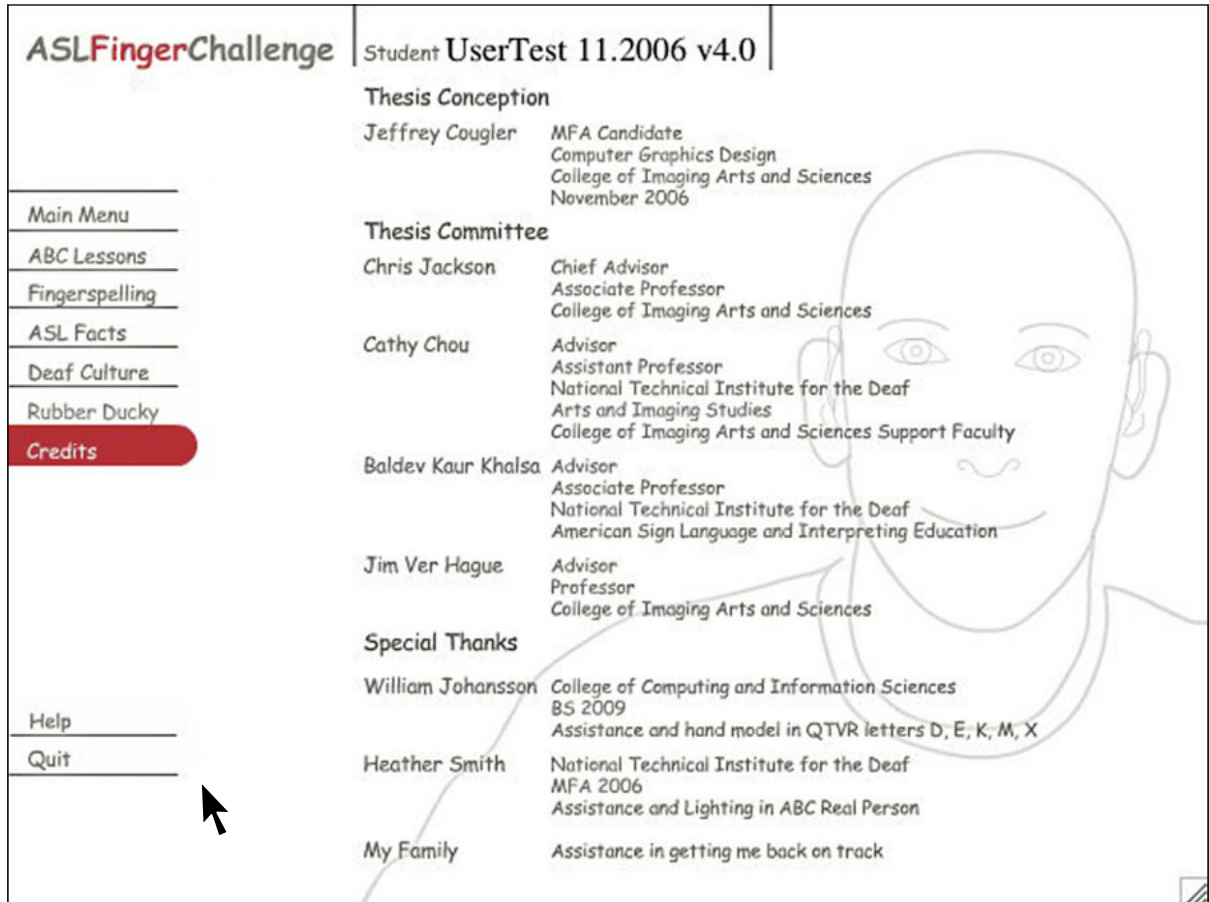 ASLFingerChallenge
Student UserTest 11.2006 v4.0
Main Menu
ABC Lessons
Fingerspelling
ASL Facts
Deaf Culture
Rubber Ducky
Credits
Help
Quit
Thesis Conception
Jeffrey Cougler MFA Candidate
Computer Graphics Design
College of Imaging Arts and Sciences
November 2006
Thesis Committee
Chris Jackson Chief Advisor
Associate Professor
College of Imaging Arts and Sciences
Cathy Chou Advisor
Assistant Professor
National Technical Institute for the Deaf
Arts and Imaging Studies
College of Imaging Arts and Sciences Support Faculty
Baldev Kaur Khalsa Advisor
Associate Professor
National Technical Institute for the Deaf
American Sign Language and Interpreting Education
Jim Ver Hague Advisor
Professor
College of Imaging Arts and Sciences
Special Thanks
William Johansson College of Computing and Information Sciences
BS 2009
Assistance and hand model in QTVR letters D, E, K, M, X
Heather Smith National Technical Institute for the Deaf
MFA 2006
Assistance and Lighting in ABC Real Person
My Family Assistance in getting me back on track